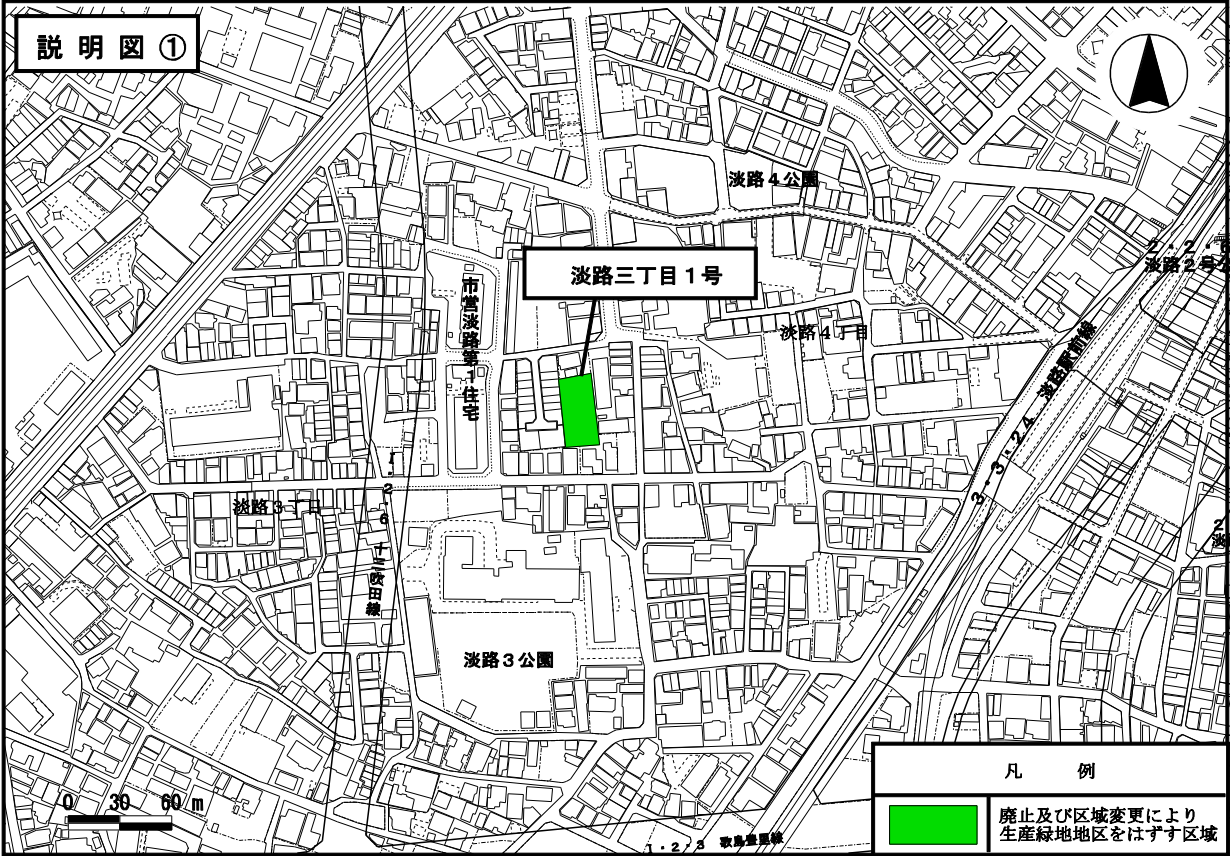 説明図①
淡路4公園
2・2・
淡路2号
淡路三丁目1号
市営淡路第1住宅
淡路4丁目
3・3・24 淡路駅前線
淡路3丁目
1・2・6 十三吹田線
淡路3公園
0 30 60 m
1・2・3 歌島豊里線
凡 例
廃止及び区域変更により
生産緑地地区をはずす区域